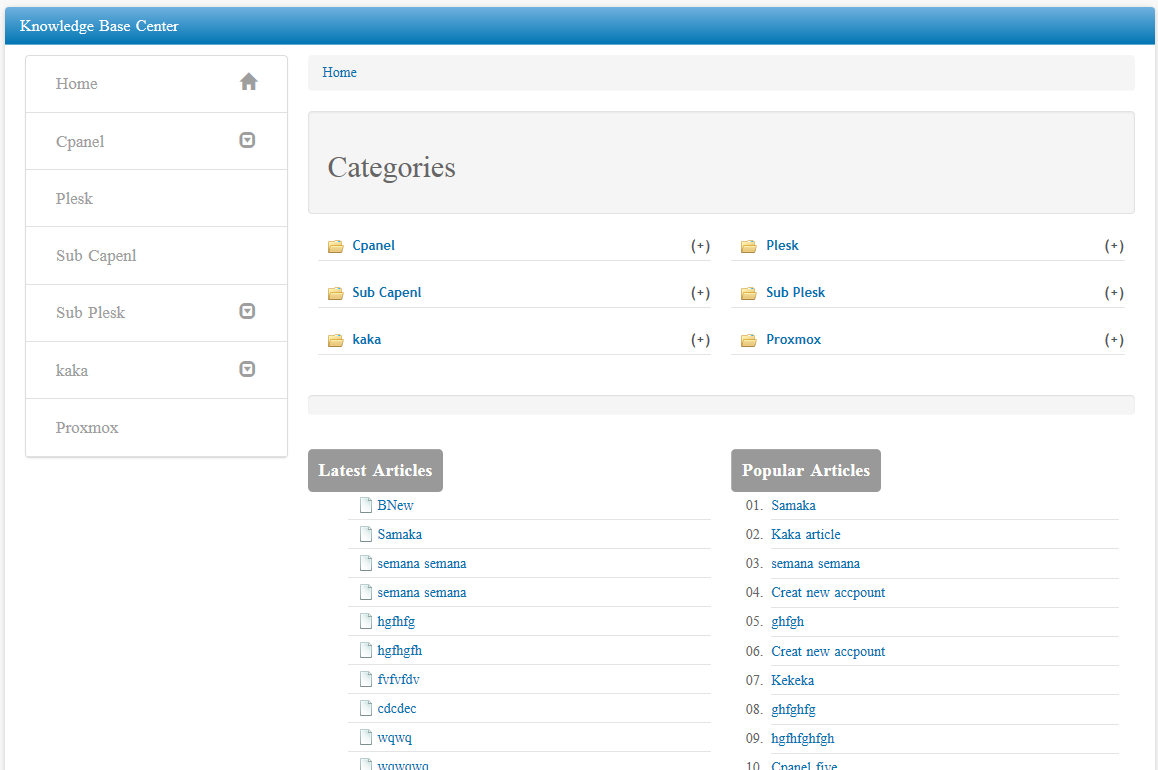 Knowledge Base Center
Home
Cpanel
Plesk
Sub Capenl
Sub Plesk
kaka
Proxmox
Home
Categories
Cpanel (+)
Plesk (+)
Sub Capenl (+)
Sub Plesk (+)
kaka (+)
Proxmox (+)
Latest Articles
BNew
Samaka
semana semana
semana semana
hgfhfg
hgfhgfh
fvfvfdv
cdcdec
wqwq
wqwqwq
Popular Articles
01. Samaka
02. Kaka article
03. semana semana
04. Creat new accpount
05. ghfgh
06. Creat new accpount
07. Kekeka
08. ghfghfg
09. hgfhfghfgh
10. Cpanel five